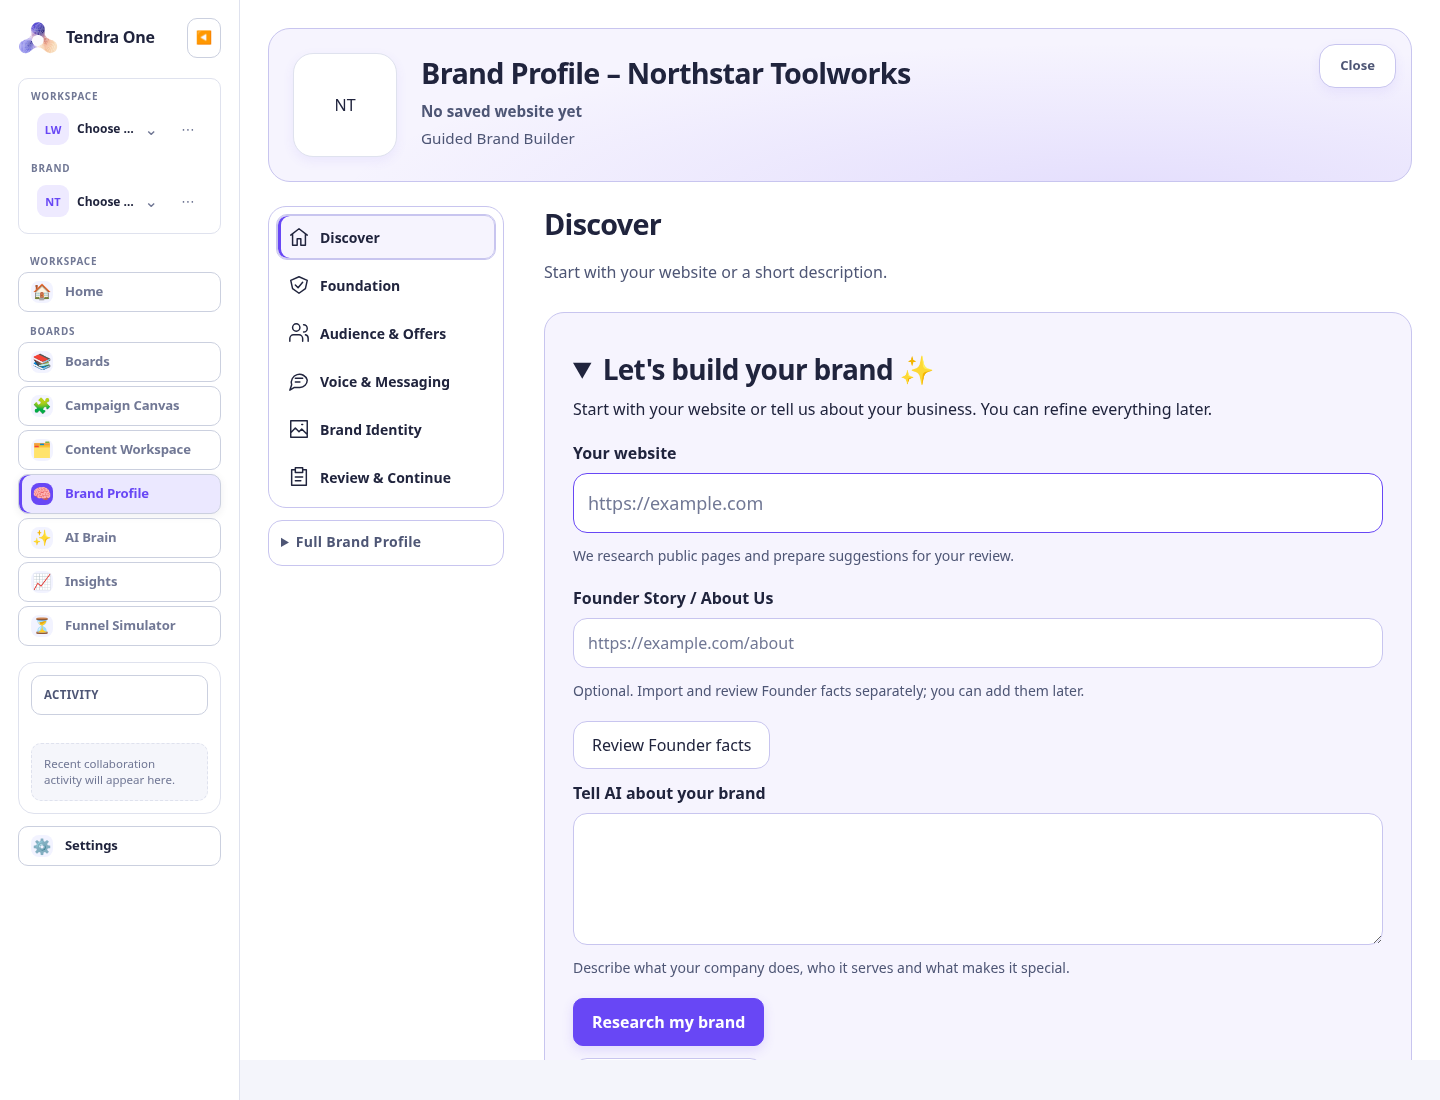 Tendra One
WORKSPACE
LW Choose ...
BRAND
NT Choose ...
WORKSPACE
Home
BOARDS
Boards
Campaign Canvas
Content Workspace
Brand Profile
AI Brain
Insights
Funnel Simulator
ACTIVITY
Recent collaboration
activity will appear here.
Settings
NT
Brand Profile – Northstar Toolworks
No saved website yet
Guided Brand Builder
Close
Discover
Foundation
Audience & Offers
Voice & Messaging
Brand Identity
Review & Continue
Full Brand Profile
Discover
Start with your website or a short description.
Let's build your brand ✨
Start with your website or tell us about your business. You can refine everything later.
Your website
https://example.com
We research public pages and prepare suggestions for your review.
Founder Story / About Us
https://example.com/about
Optional. Import and review Founder facts separately; you can add them later.
Review Founder facts
Tell AI about your brand
Describe what your company does, who it serves and what makes it special.
Research my brand